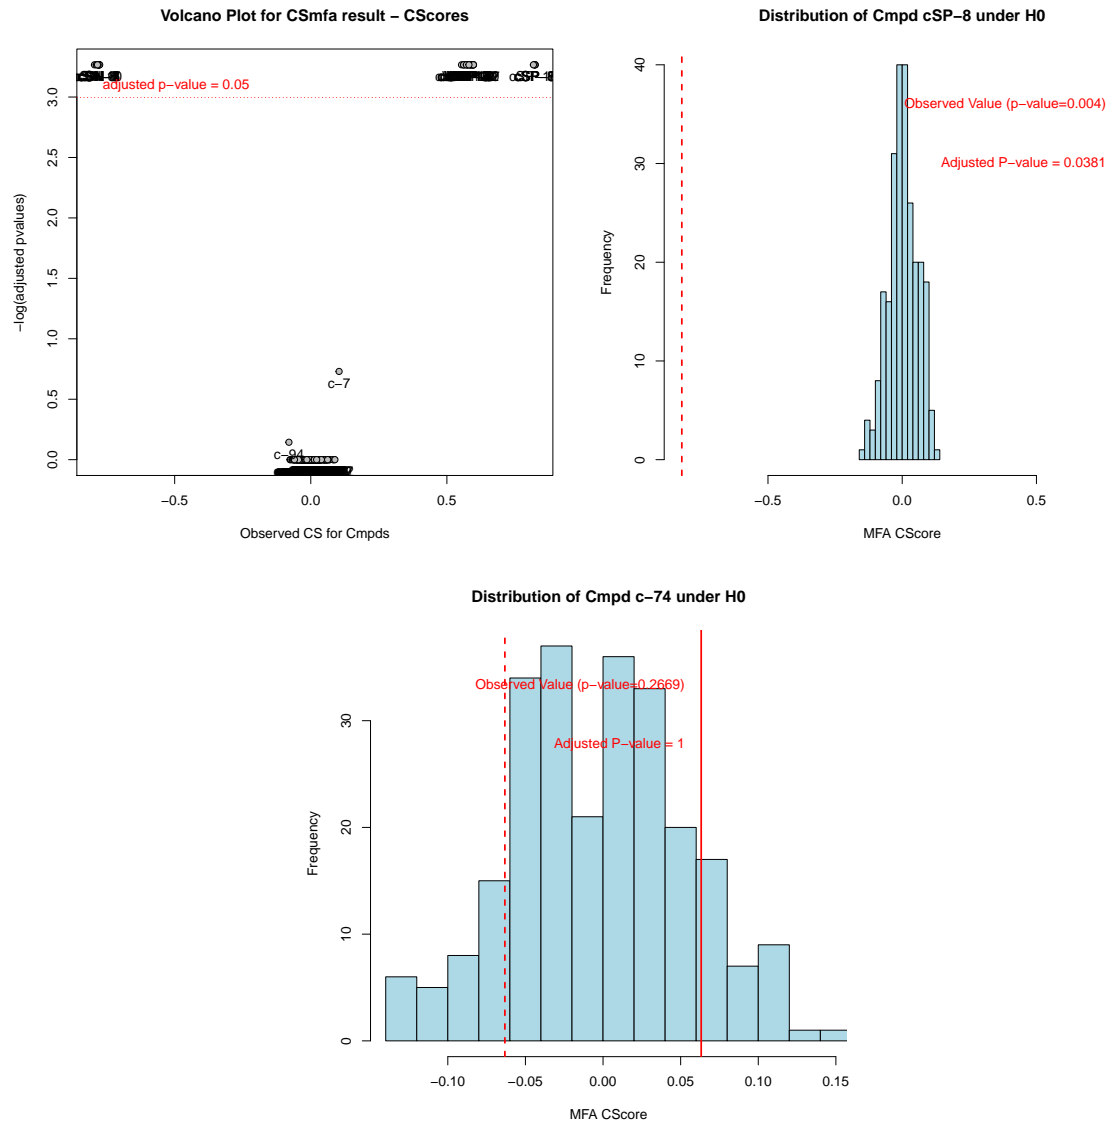 Volcano Plot for CSmfa result − CScores
adjusted p−value = 0.05
c−7
c−94
−log(adjusted pvalues)
0.0
0.5
1.0
1.5
2.0
2.5
3.0
−0.5
0.0
0.5
Observed CS for Cmpds
Distribution of Cmpd cSP−8 under H0
Observed Value (p−value=0.004)
Adjusted P−value = 0.0381
Frequency
0
10
20
30
40
−0.5
0.0
0.5
MFA CScore
Distribution of Cmpd c−74 under H0
Observed Value (p−value=0.2669)
Adjusted P−value = 1
Frequency
0
10
20
30
−0.10
−0.05
0.00
0.05
0.10
0.15
MFA CScore